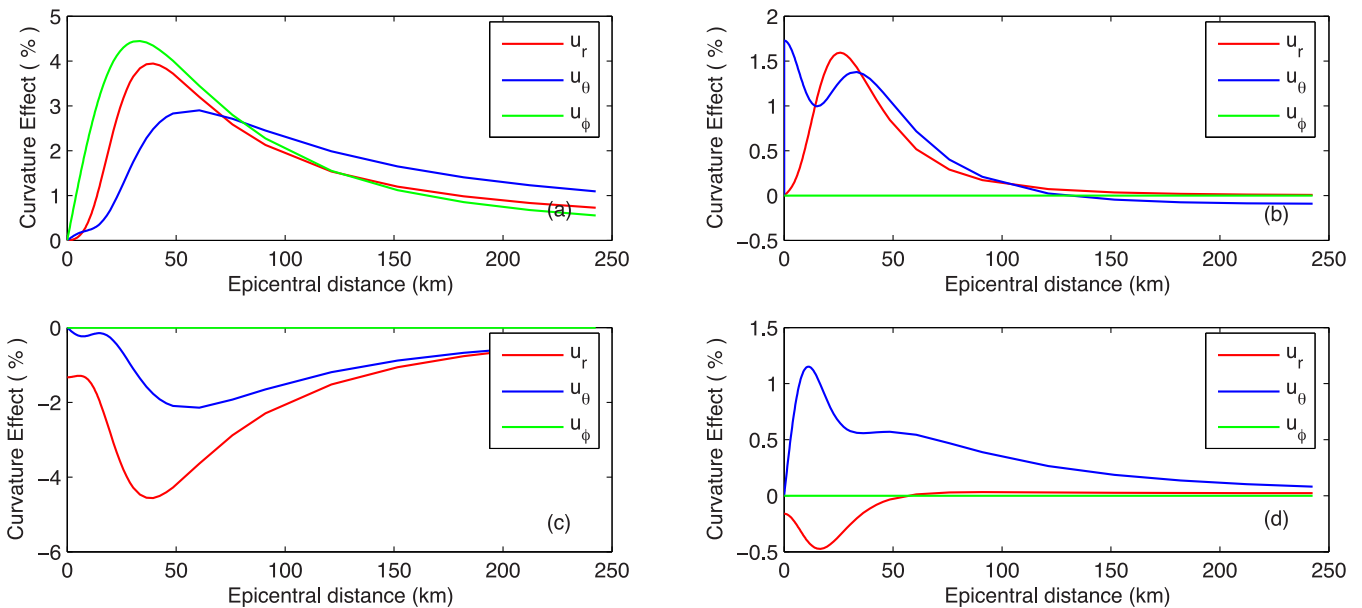 5
4
3
2
1
0
0 50 100 150 200 250
Curvature Effect ( % )
Epicentral distance (km)
u_r
u_θ
u_ϕ
(a)
2
1.5
1
0.5
0
−0.5
0 50 100 150 200 250
Curvature Effect ( % )
Epicentral distance (km)
u_r
u_θ
u_ϕ
(b)
0
−2
−4
−6
0 50 100 150 200 250
Curvature Effect ( % )
Epicentral distance (km)
u_r
u_θ
u_ϕ
(c)
1.5
1
0.5
0
−0.5
0 50 100 150 200 250
Curvature Effect ( % )
Epicentral distance (km)
u_r
u_θ
u_ϕ
(d)